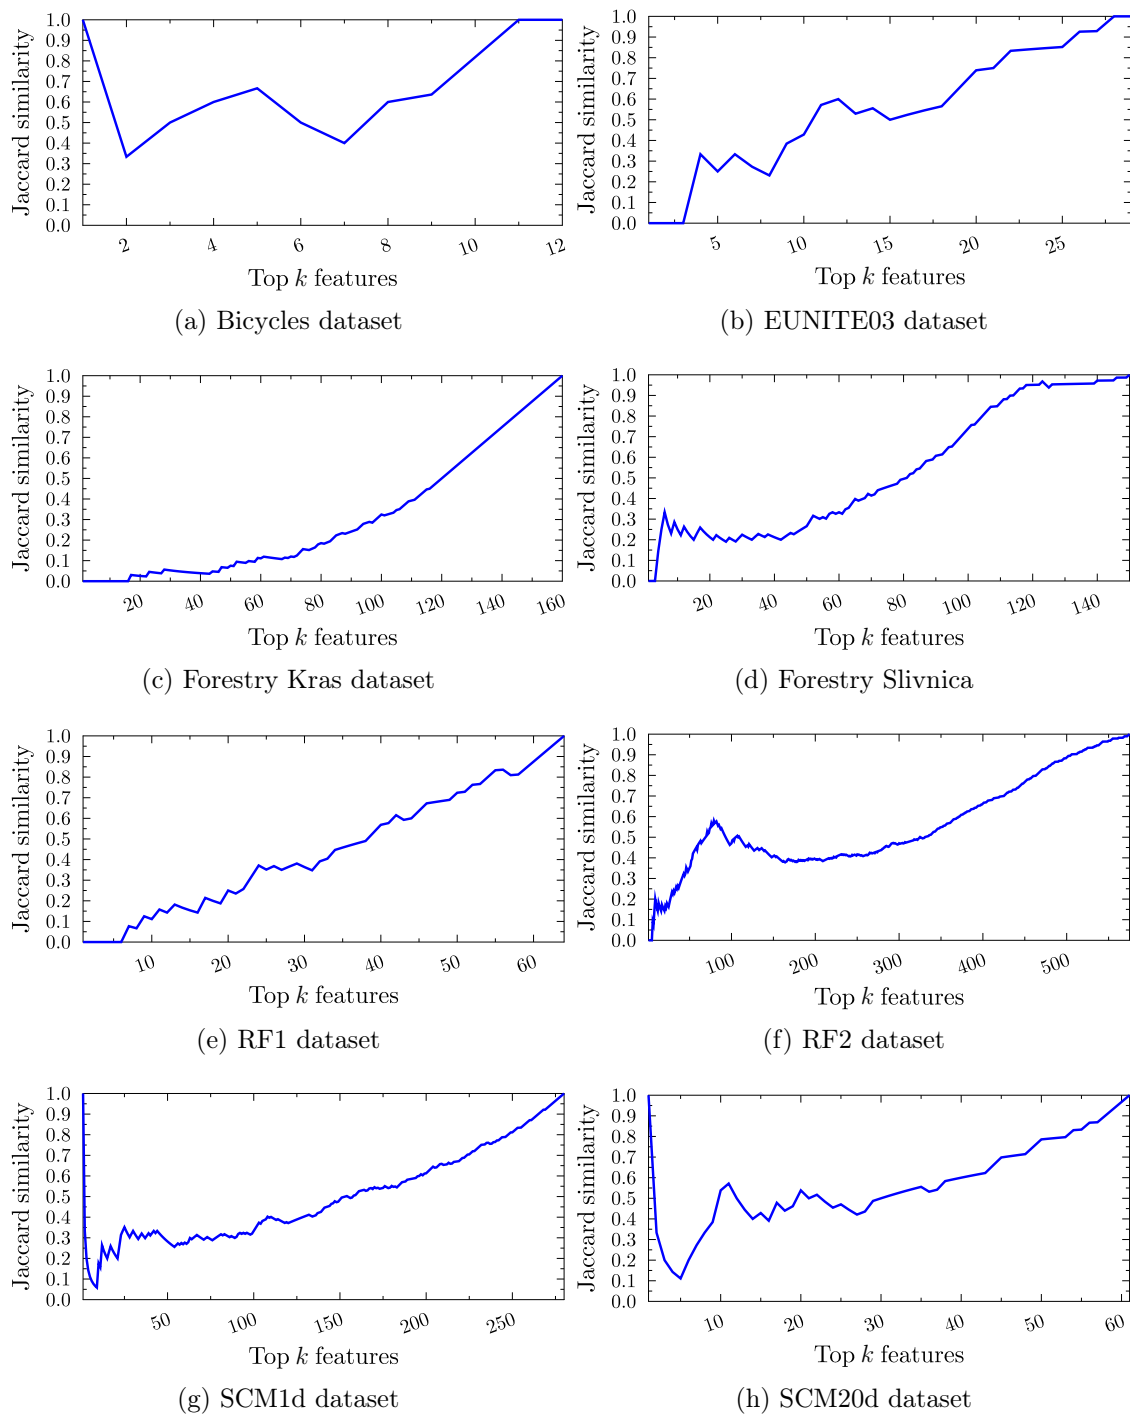 1.0
0.9
0.8
0.7
0.6
0.5
0.4
0.3
0.2
0.1
0.0
Jaccard similarity
2 4 6 8 10 12
Top k features
(a) Bicycles dataset
1.0
0.9
0.8
0.7
0.6
0.5
0.4
0.3
0.2
0.1
0.0
Jaccard similarity
5 10 15 20 25
Top k features
(b) EUNITE03 dataset
1.0
0.9
0.8
0.7
0.6
0.5
0.4
0.3
0.2
0.1
0.0
Jaccard similarity
20 40 60 80 100 120 140 160
Top k features
(c) Forestry Kras dataset
1.0
0.9
0.8
0.7
0.6
0.5
0.4
0.3
0.2
0.1
0.0
Jaccard similarity
20 40 60 80 100 120 140
Top k features
(d) Forestry Slivnica
1.0
0.9
0.8
0.7
0.6
0.5
0.4
0.3
0.2
0.1
0.0
Jaccard similarity
10 20 30 40 50 60
Top k features
(e) RF1 dataset
1.0
0.9
0.8
0.7
0.6
0.5
0.4
0.3
0.2
0.1
0.0
Jaccard similarity
100 200 300 400 500
Top k features
(f) RF2 dataset
1.0
0.9
0.8
0.7
0.6
0.5
0.4
0.3
0.2
0.1
0.0
Jaccard similarity
50 100 150 200 250
Top k features
(g) SCM1d dataset
1.0
0.9
0.8
0.7
0.6
0.5
0.4
0.3
0.2
0.1
0.0
Jaccard similarity
10 20 30 40 50 60
Top k features
(h) SCM20d dataset